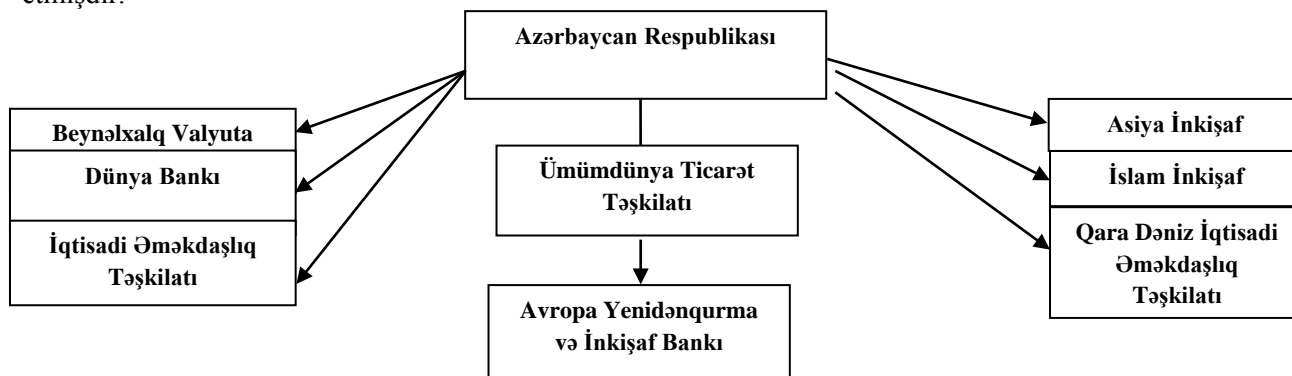 Azərbaycan Respublikası
Beynəlxalq Valyuta
Dünya Bankı
İqtisadi Əməkdaşlıq
Təşkilatı
Ümümdünya Ticarət
Təşkilatı
Avropa Yenidənqurma
və İnkişaf Bankı
Asiya İnkişaf
İslam İnkişaf
Qara Dəniz İqtisadi
Əməkdaşlıq
Təşkilatı